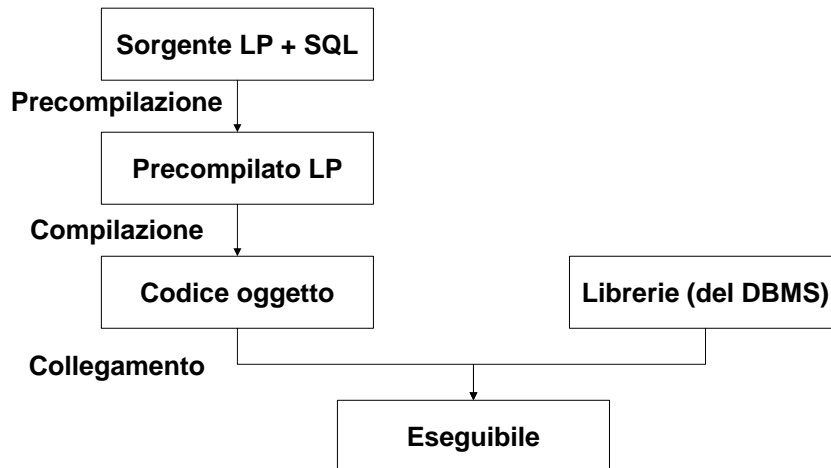 Sorgente LP + SQL
Precompilazione
Precompilato LP
Compilazione
Codice oggetto
Librerie (del DBMS)
Collegamento
Eseguibile